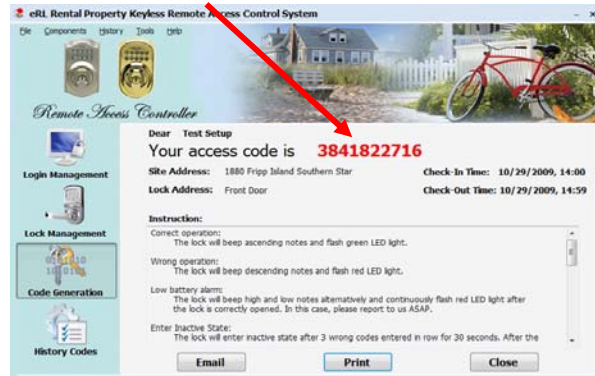 eRL Rental Property Keyless Remote Access Control System
File Components History Tools Help
Remote Access Controller
Dear Test Setup
Your access code is 3841822716
Site Address: 1880 Fripp Island Southern Star Check-In Time: 10/29/2009, 14:00
Lock Address: Front Door Check-Out Time: 10/29/2009, 14:59
Instruction:
Correct operation:
The lock will beep ascending notes and flash green LED light.
Wrong operation:
The lock will beep descending notes and flash red LED light.
Low battery alarm:
The lock will beep high and low notes alternatively and continuously flash red LED light after
the lock is correctly opened. In this case, please report to us ASAP.
Enter Inactive State:
The lock will enter inactive state after 3 wrong codes entered in row for 30 seconds. After the
Login Management
Lock Management
Code Generation
History Codes
Email Print Close